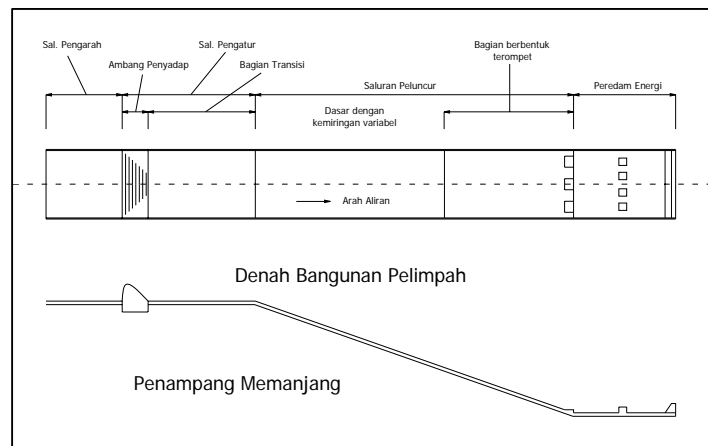 Sal. Pengarah
Sal. Pengatur
Bagian berbentuk
terompet
Ambang Penyadap
Bagian Transisi
Saluran Peluncur
Peredam Energi
Dasar dengan
kemiringan variabel
Arah Aliran
Denah Bangunan Pelimpah
Penampang Memanjang